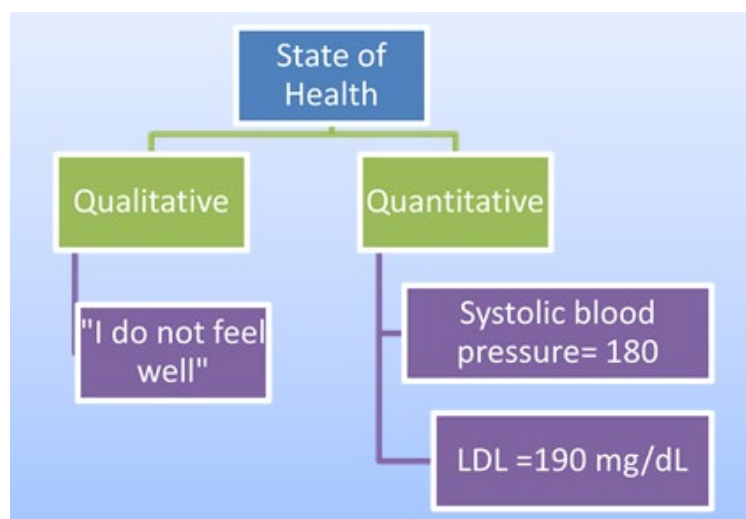 State of
Health
Qualitative
Quantitative
"I do not feel
well"
Systolic blood
pressure= 180
LDL =190 mg/dL